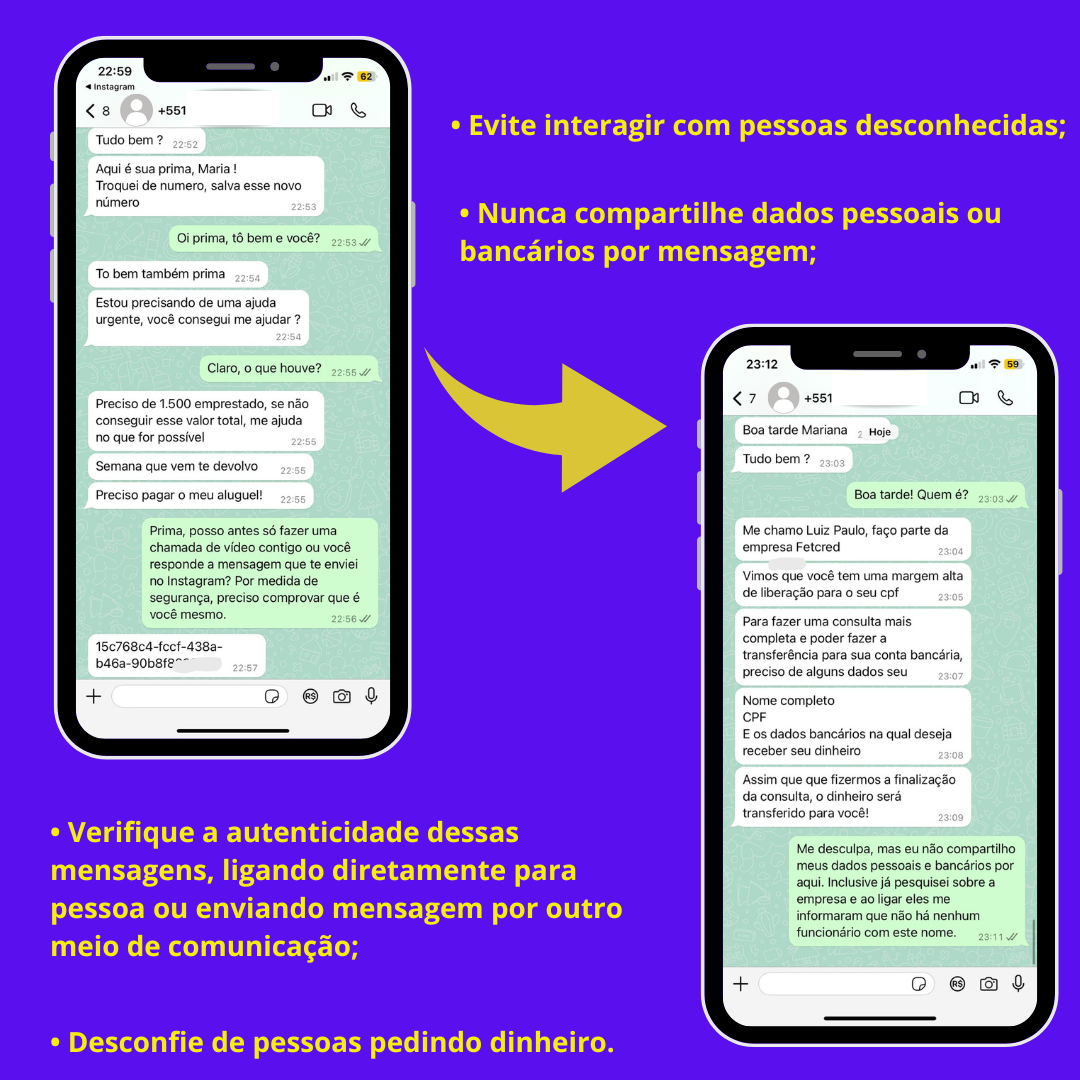 22:59
62
Instagram
8
+551
Tudo bem ? 22:52
Aqui é sua prima, Maria !
Troquei de numero, salva esse novo
número
22:53
Oi prima, tô bem e você? 22:53
To bem também prima 22:54
Estou precisando de uma ajuda
urgente, você consegui me ajudar ?
22:54
Claro, o que houve? 22:55
Preciso de 1.500 emprestado, se não
conseguir esse valor total, me ajuda
no que for possível
22:55
Semana que vem te devolvo 22:55
Preciso pagar o meu aluguel! 22:55
Prima, posso antes só fazer uma
chamada de vídeo contigo ou você
responde a mensagem que te enviei
no Instagram? Por medida de
segurança, preciso comprovar que é
você mesmo.
22:56
15c768c4-fccf-438a-
b46a-90b8f8 22:57
R$
• Evite interagir com pessoas desconhecidas;
• Nunca compartilhe dados pessoais ou
bancários por mensagem;
23:12
59
7
+551
Boa tarde Mariana 2 Hoje
Tudo bem ? 23:03
Boa tarde! Quem é? 23:03
Me chamo Luiz Paulo, faço parte da
empresa Fetcred
23:04
Vimos que você tem uma margem alta
de liberação para o seu cpf
23:05
Para fazer uma consulta mais
completa e poder fazer a
transferência para sua conta bancária,
preciso de alguns dados seu
23:07
Nome completo
CPF
E os dados bancários na qual deseja
receber seu dinheiro
23:08
Assim que que fizermos a finalização
da consulta, o dinheiro será
transferido para você!
23:09
Me desculpa, mas eu não compartilho
meus dados pessoais e bancários por
aqui. Inclusive já pesquisei sobre a
empresa e ao ligar eles me
informaram que não há nenhum
funcionário com este nome.
23:11
R$
• Verifique a autenticidade dessas
mensagens, ligando diretamente para
pessoa ou enviando mensagem por outro
meio de comunicação;
• Desconfie de pessoas pedindo dinheiro.